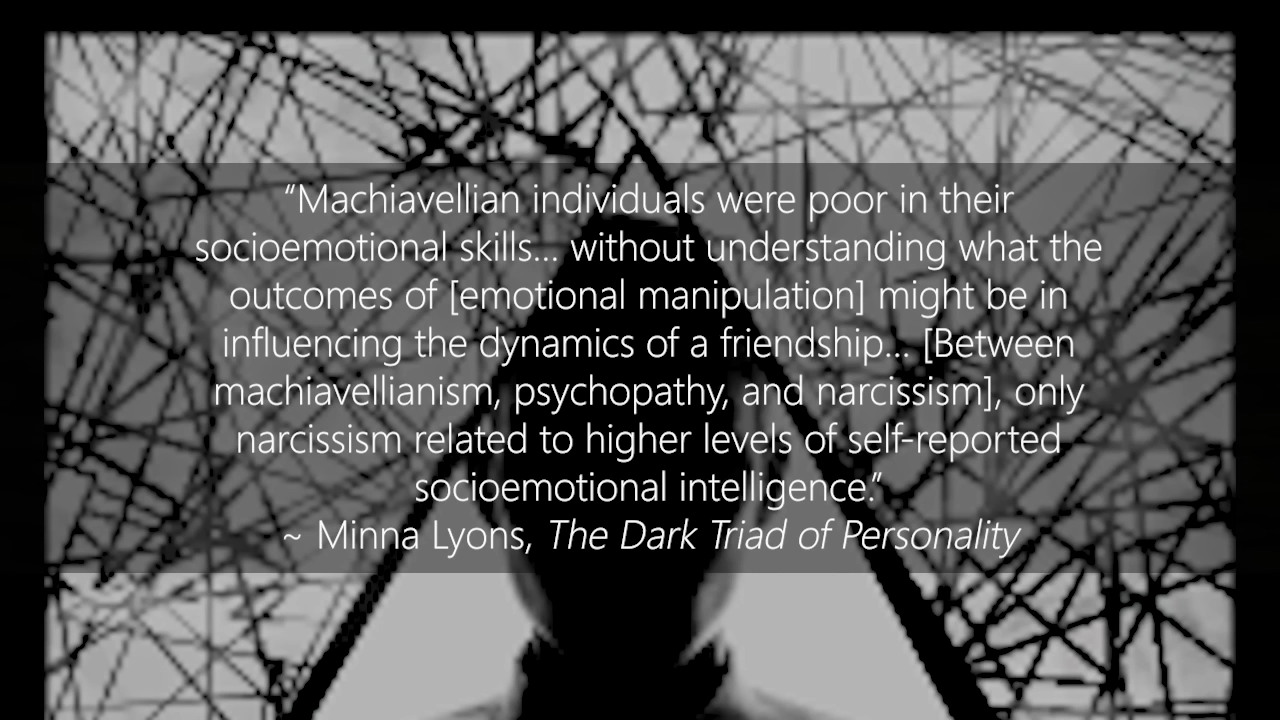 “Machiavellian individuals were poor in their
socioemotional skills... without understanding what the
outcomes of [emotional manipulation] might be in
influencing the dynamics of a friendship... [Between
machiavellianism, psychopathy, and narcissism], only
narcissism related to higher levels of self-reported
socioemotional intelligence.”
~ Minna Lyons, The Dark Triad of Personality